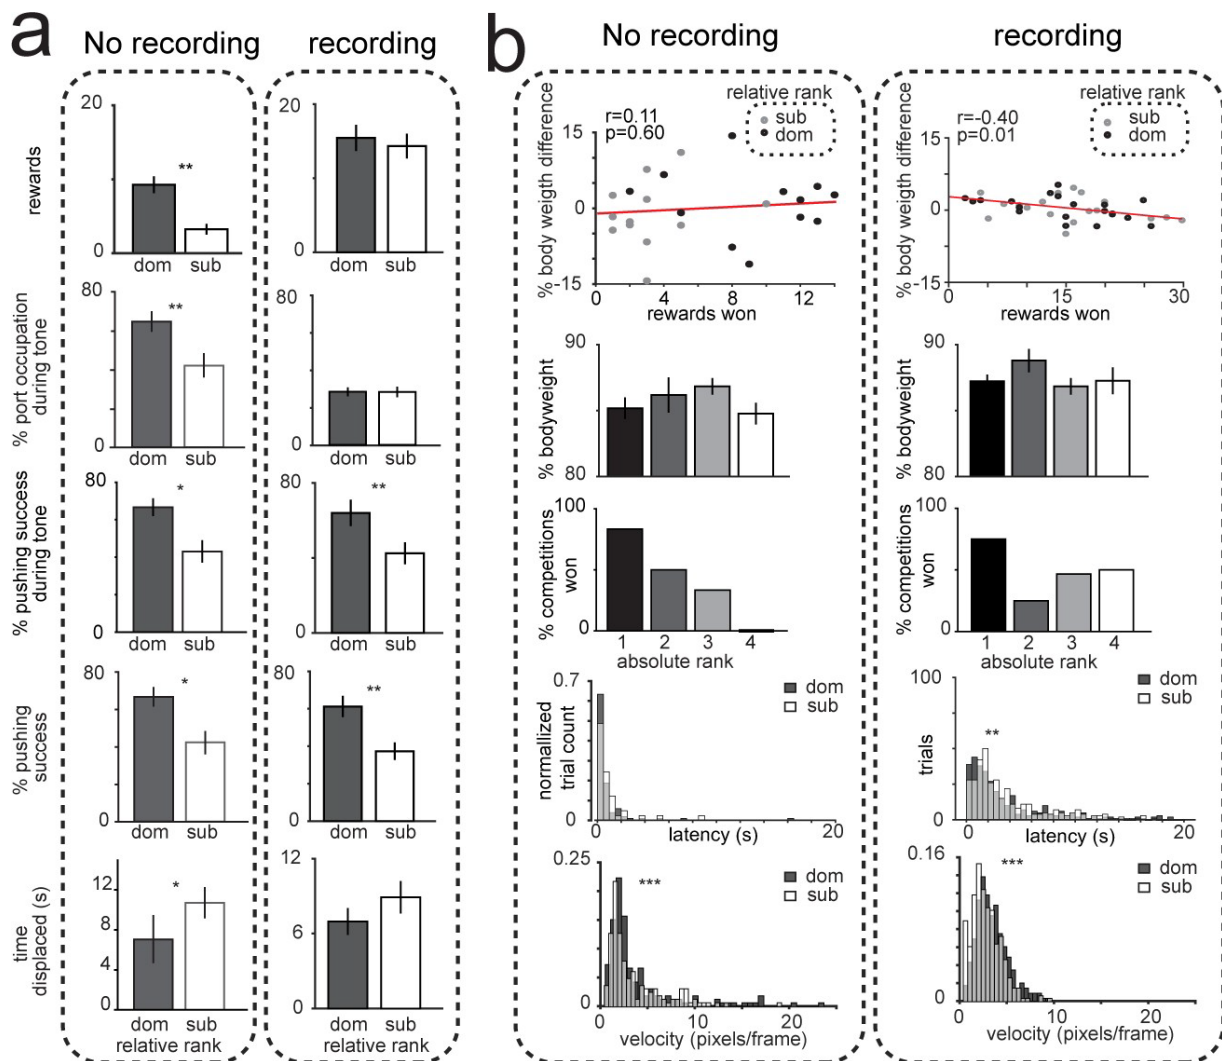 a
No recording
recording
20
rewards
0
**
dom
sub
20
0
dom
sub
80
% port occupation
during tone
0
**
dom
sub
80
0
dom
sub
80
% pushing success
during tone
0
*
dom
sub
80
0
**
dom
sub
80
% pushing
success
0
*
dom
sub
80
0
**
dom
sub
12
8
4
0
time
displaced (s)
*
dom
sub
relative rank
12
6
0
dom
sub
relative rank
b
No recording
recording
% body weigth difference
15
0
-15
r=0.11
p=0.60
relative rank
sub
dom
0
4
8
12
rewards won
% body weigth difference
15
0
-15
r=-0.40
p=0.01
relative rank
sub
dom
0
15
30
rewards won
90
% bodyweight
80
90
% bodyweight
80
100
% competitions
won
0
1
2
3
4
absolute rank
100
% competitions
won
0
1
2
3
4
absolute rank
0.7
normalized
trial count
0
dom
sub
0
20
latency (s)
100
trials
0
**
dom
sub
0
20
latency (s)
0.25
0
***
dom
sub
0
10
20
velocity (pixels/frame)
0.16
0
***
dom
sub
0
10
20
velocity (pixels/frame)